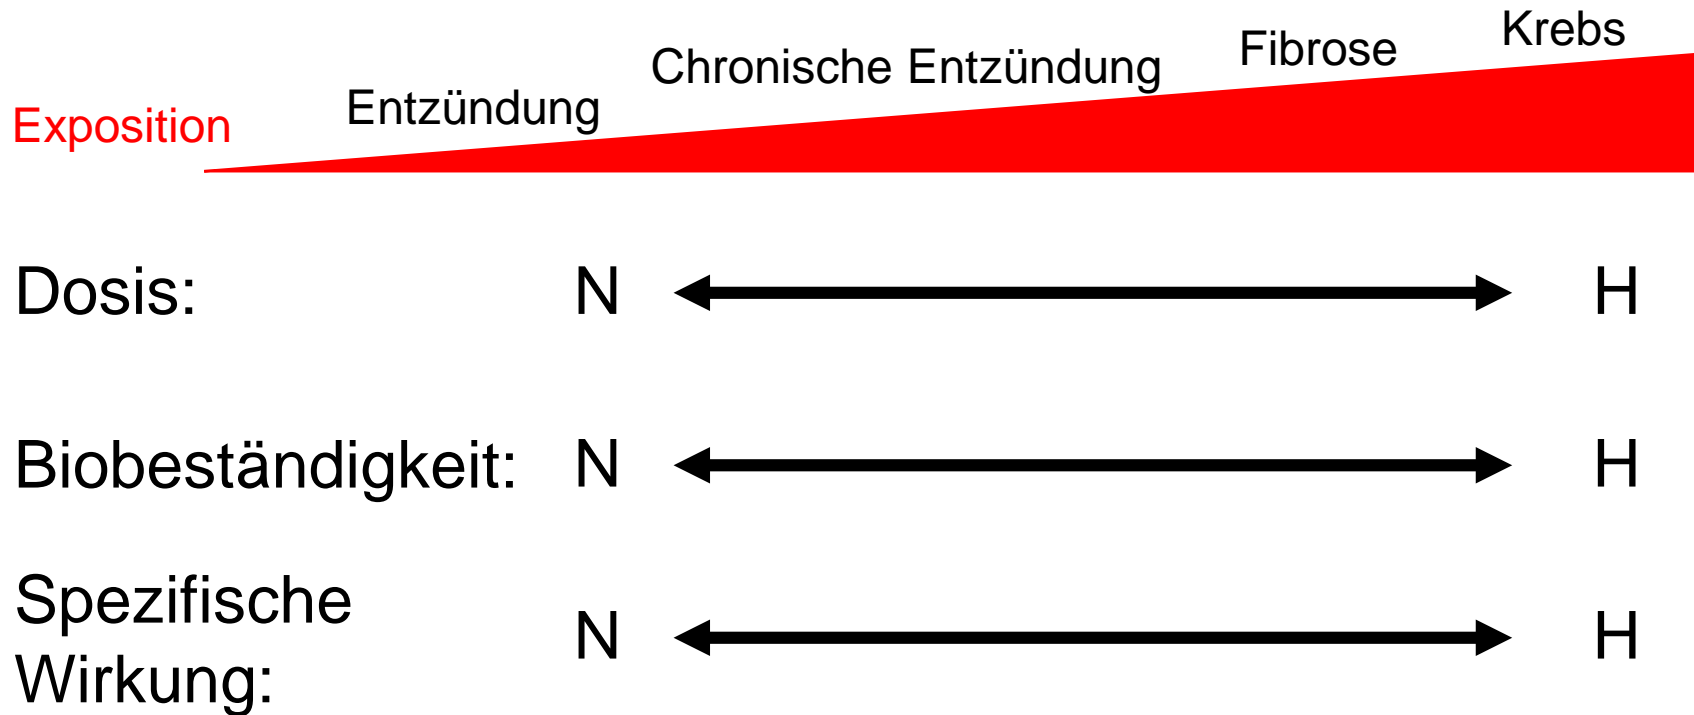 Exposition
Entzündung
Chronische Entzündung
Fibrose
Krebs
Dosis: N H
Biobeständigkeit: N H
Spezifische
Wirkung: N H